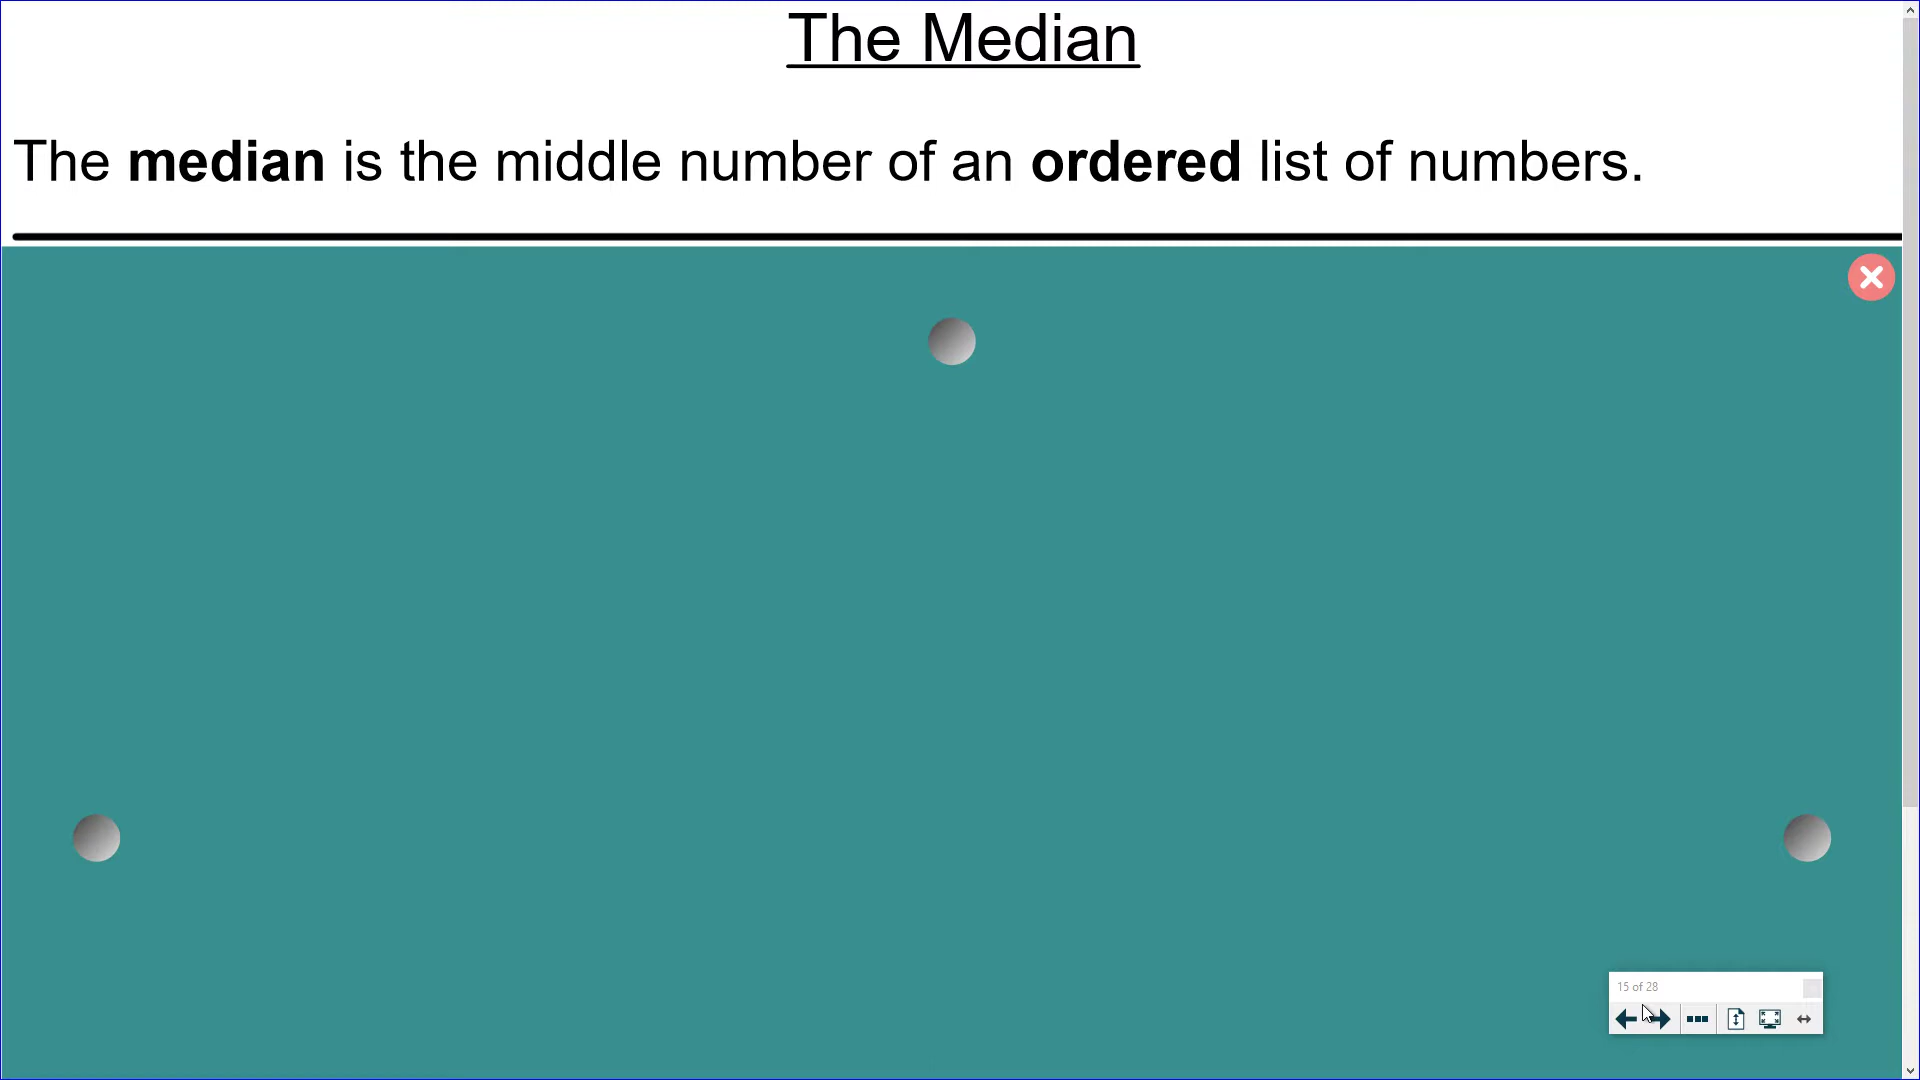 The Median
The median is the middle number of an ordered list of numbers.
15 of 28